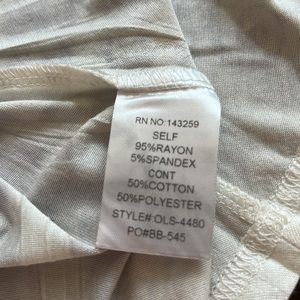 RN NO:143259
SELF
95%RAYON
5%SPANDEX
CONT
50%COTTON
50%POLYESTER
STYLE# OLS-4480
PO#BB-545